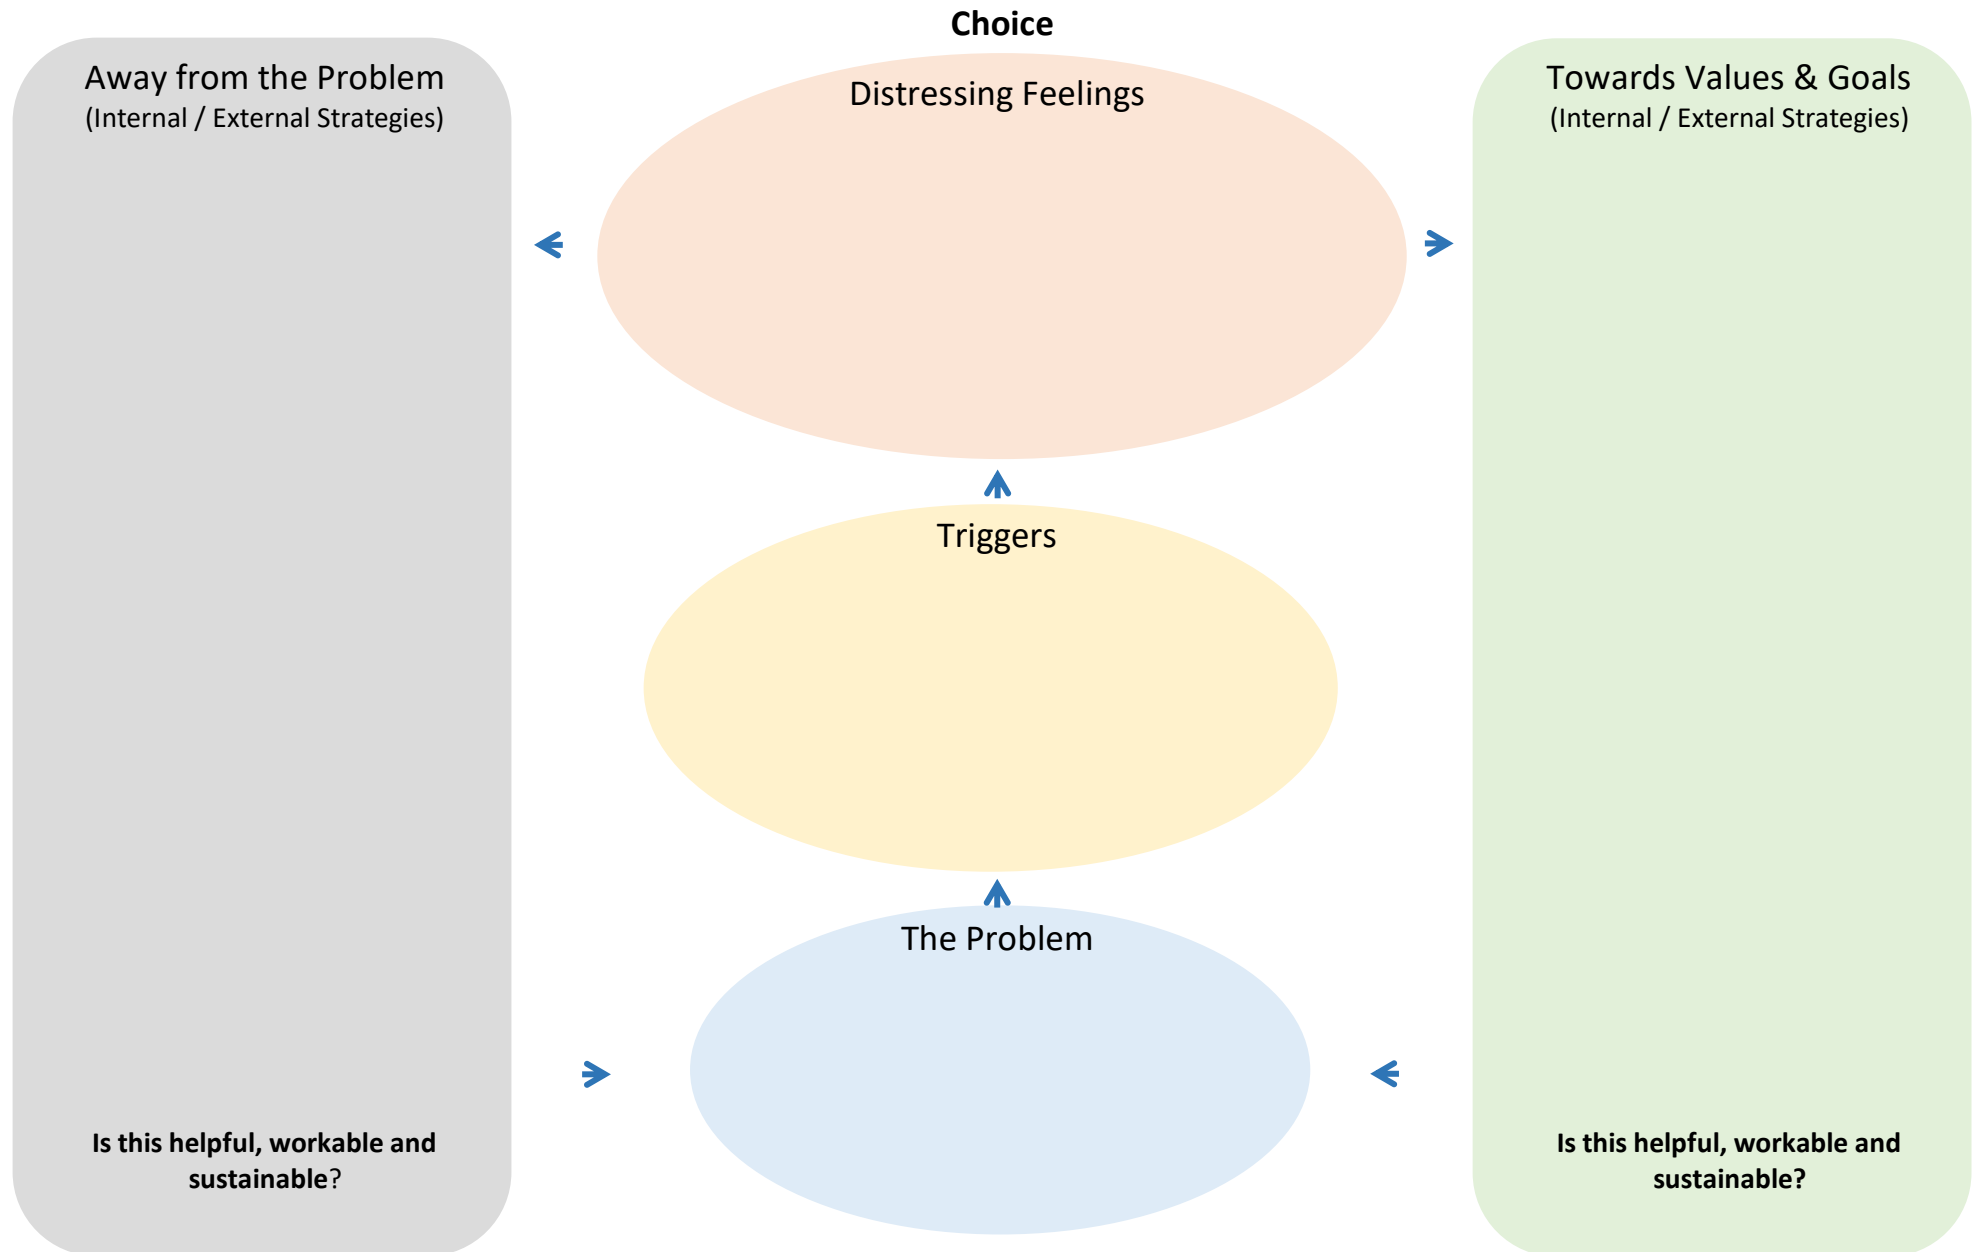 Choice
Away from the Problem
(Internal / External Strategies)
Distressing Feelings
Towards Values & Goals
(Internal / External Strategies)
Triggers
The Problem
Is this helpful, workable and
sustainable?
Is this helpful, workable and
sustainable?